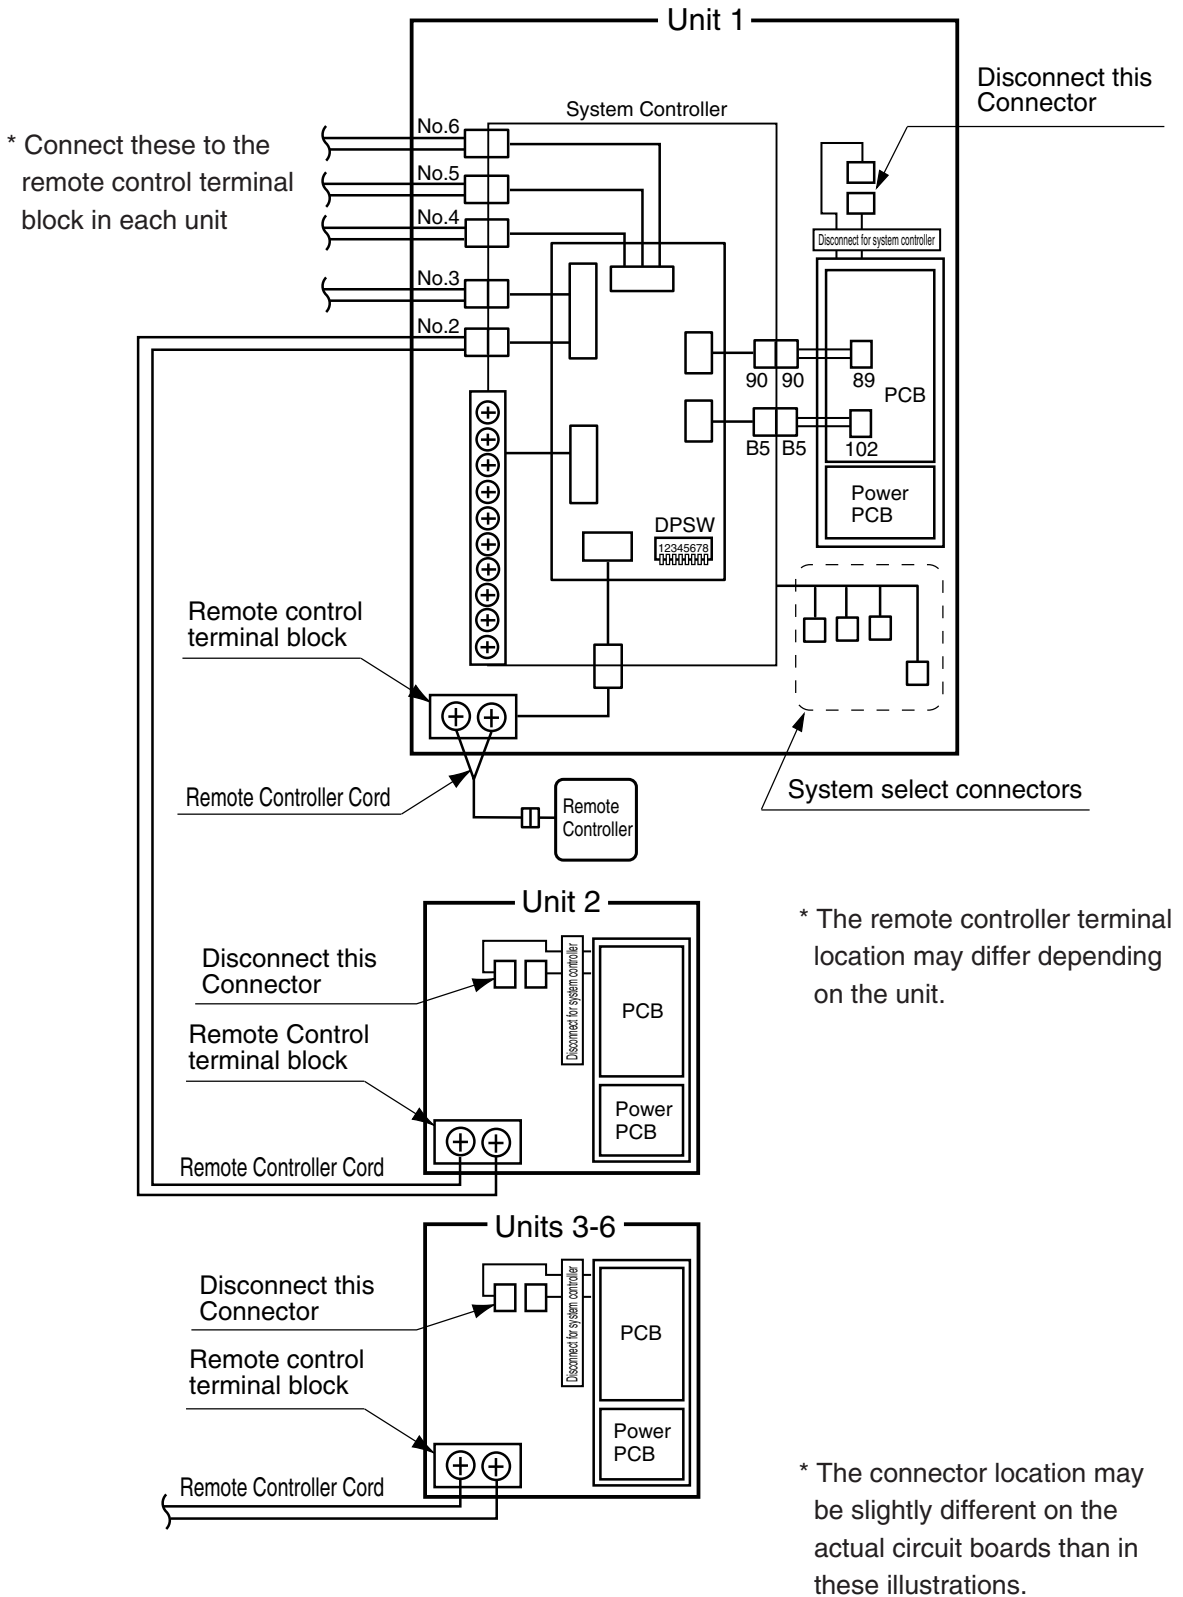 Unit 1
Disconnect this
Connector
System Controller
* Connect these to the
remote control terminal
block in each unit
No.6
No.5
No.4
No.3
No.2
Disconnect for system controller
90 90 89
PCB
B5 B5 102
Power
PCB
DPSW
12345678
Remote control
terminal block
Remote Controller Cord
Remote
Controller
System select connectors
Unit 2
* The remote controller terminal
location may differ depending
on the unit.
Disconnect this
Connector
Disconnect for system controller
PCB
Remote Control
terminal block
Power
PCB
Remote Controller Cord
Units 3-6
Disconnect this
Connector
Disconnect for system controller
PCB
Remote control
terminal block
Power
PCB
Remote Controller Cord
* The connector location may
be slightly different on the
actual circuit boards than in
these illustrations.